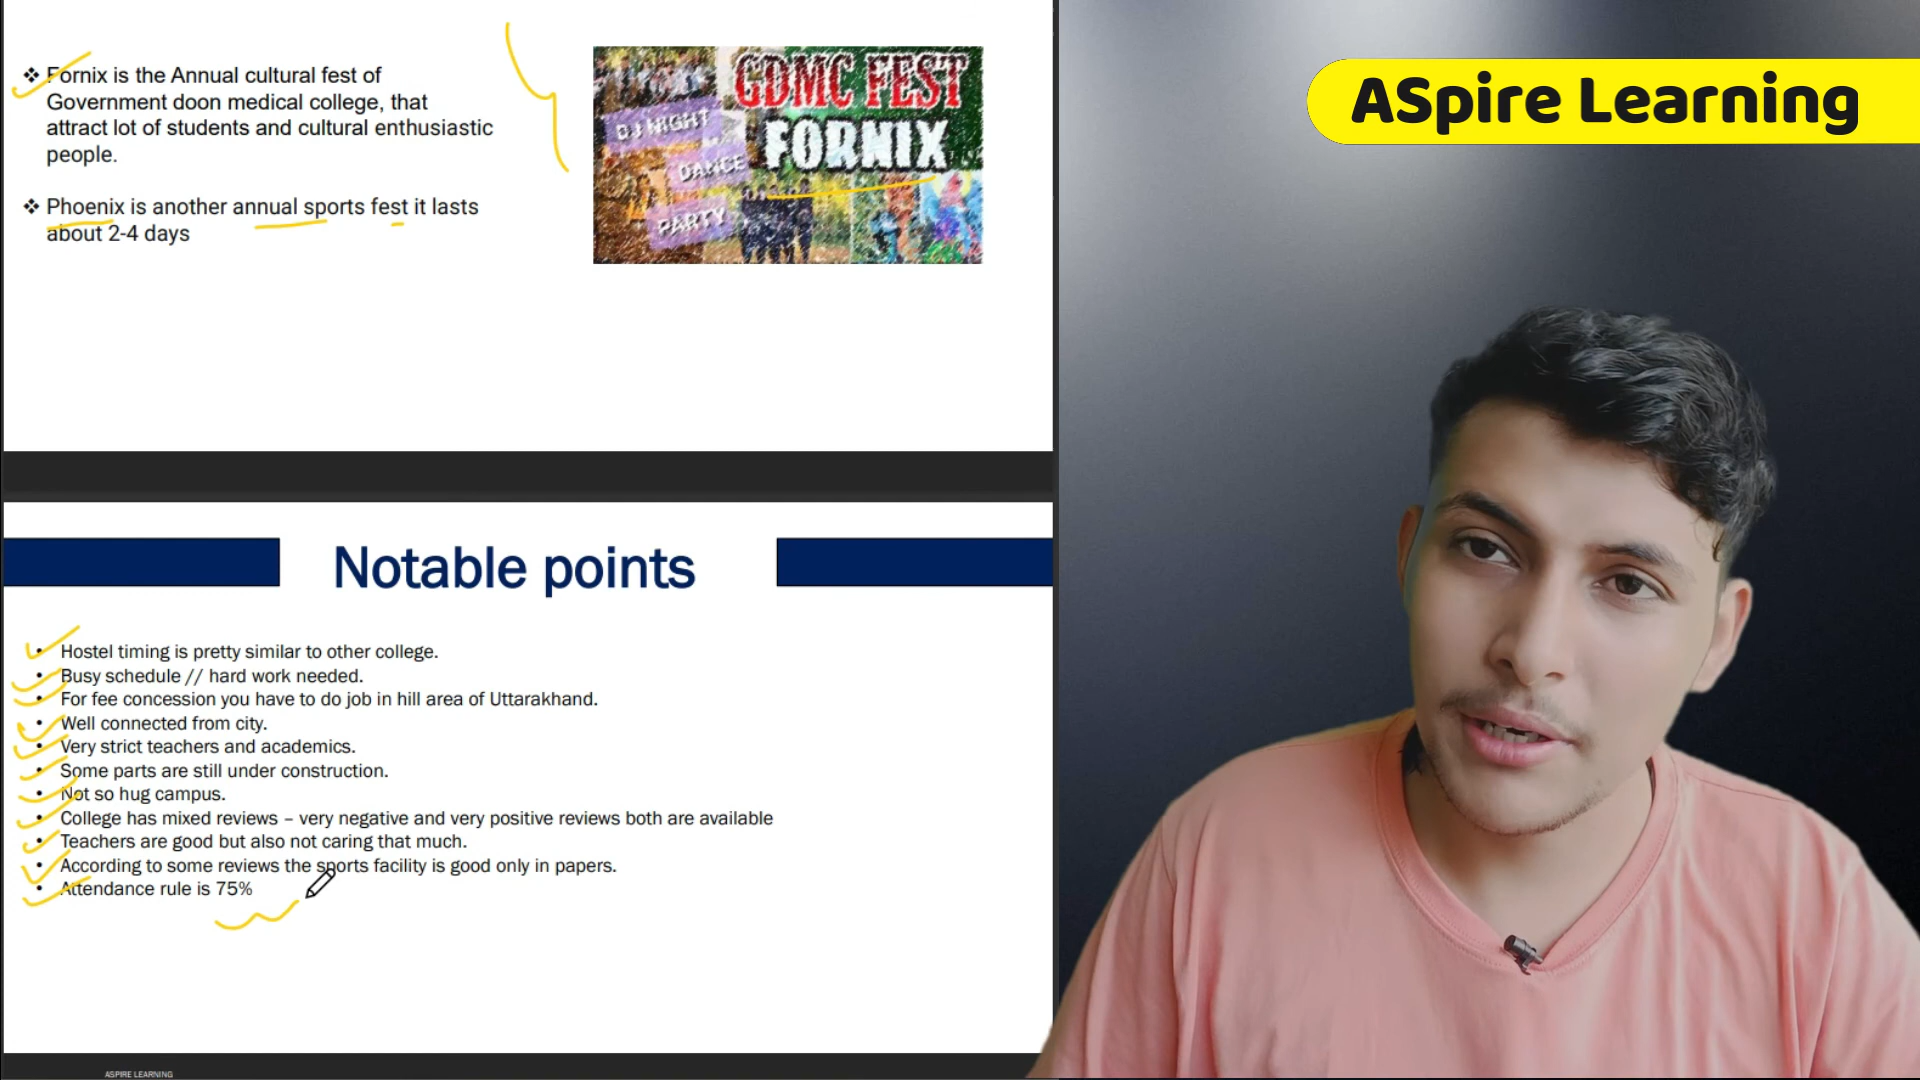 ❖ Fornix is the Annual cultural fest of
Government doon medical college, that
attract lot of students and cultural enthusiastic
people.
❖ Phoenix is another annual sports fest it lasts
about 2-4 days
GDMC FEST
DJ NIGHT
FORNIX
DANCE
PARTY
ASpire Learning
Notable points
• Hostel timing is pretty similar to other college.
• Busy schedule // hard work needed.
• For fee concession you have to do job in hill area of Uttarakhand.
• Well connected from city.
• Very strict teachers and academics.
• Some parts are still under construction.
• Not so hug campus.
• College has mixed reviews – very negative and very positive reviews both are available
• Teachers are good but also not caring that much.
• According to some reviews the sports facility is good only in papers.
• Attendance rule is 75%
ASPIRE LEARNING